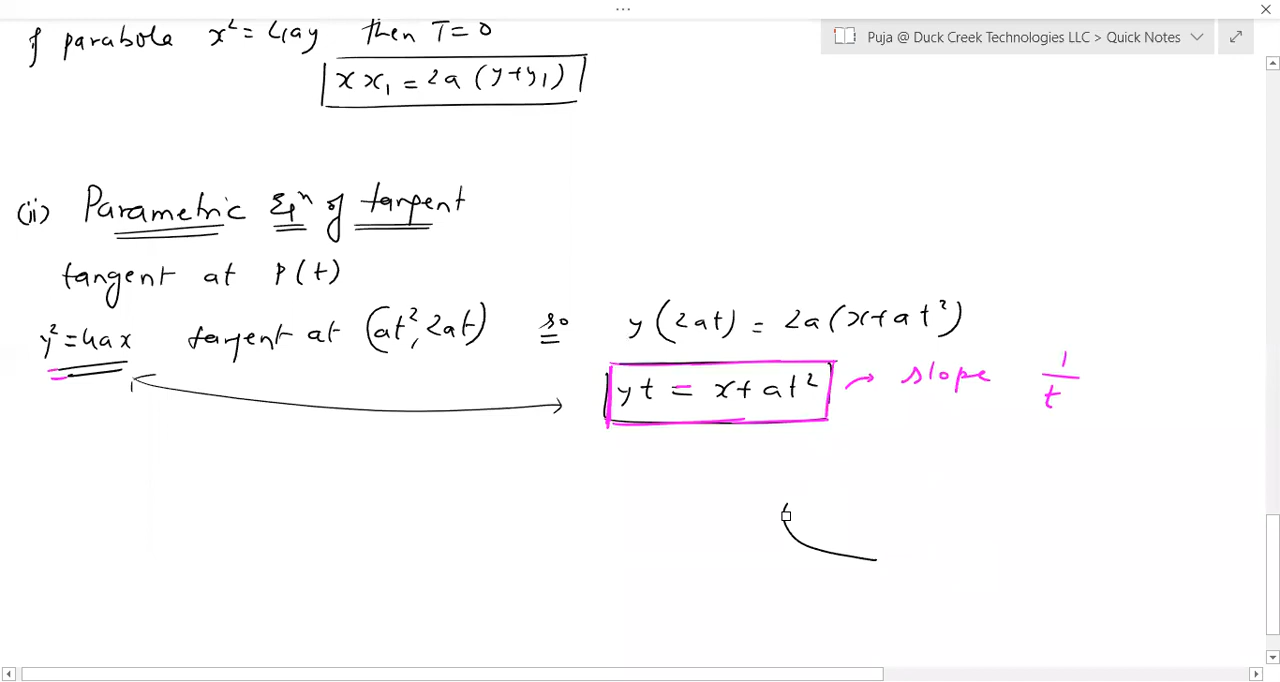 Puja @ Duck Creek Technologies LLC > Quick Notes
of parabola x² = 4ay then T = 0
xx₁ = 2a (y+y₁)
(ii) Parametric Eqⁿ of tangent
tangent at P(t)
y² = 4ax tangent at (at², 2at) so y(2at) = 2a(x+at²)
yt = x+at² → slope 1/t